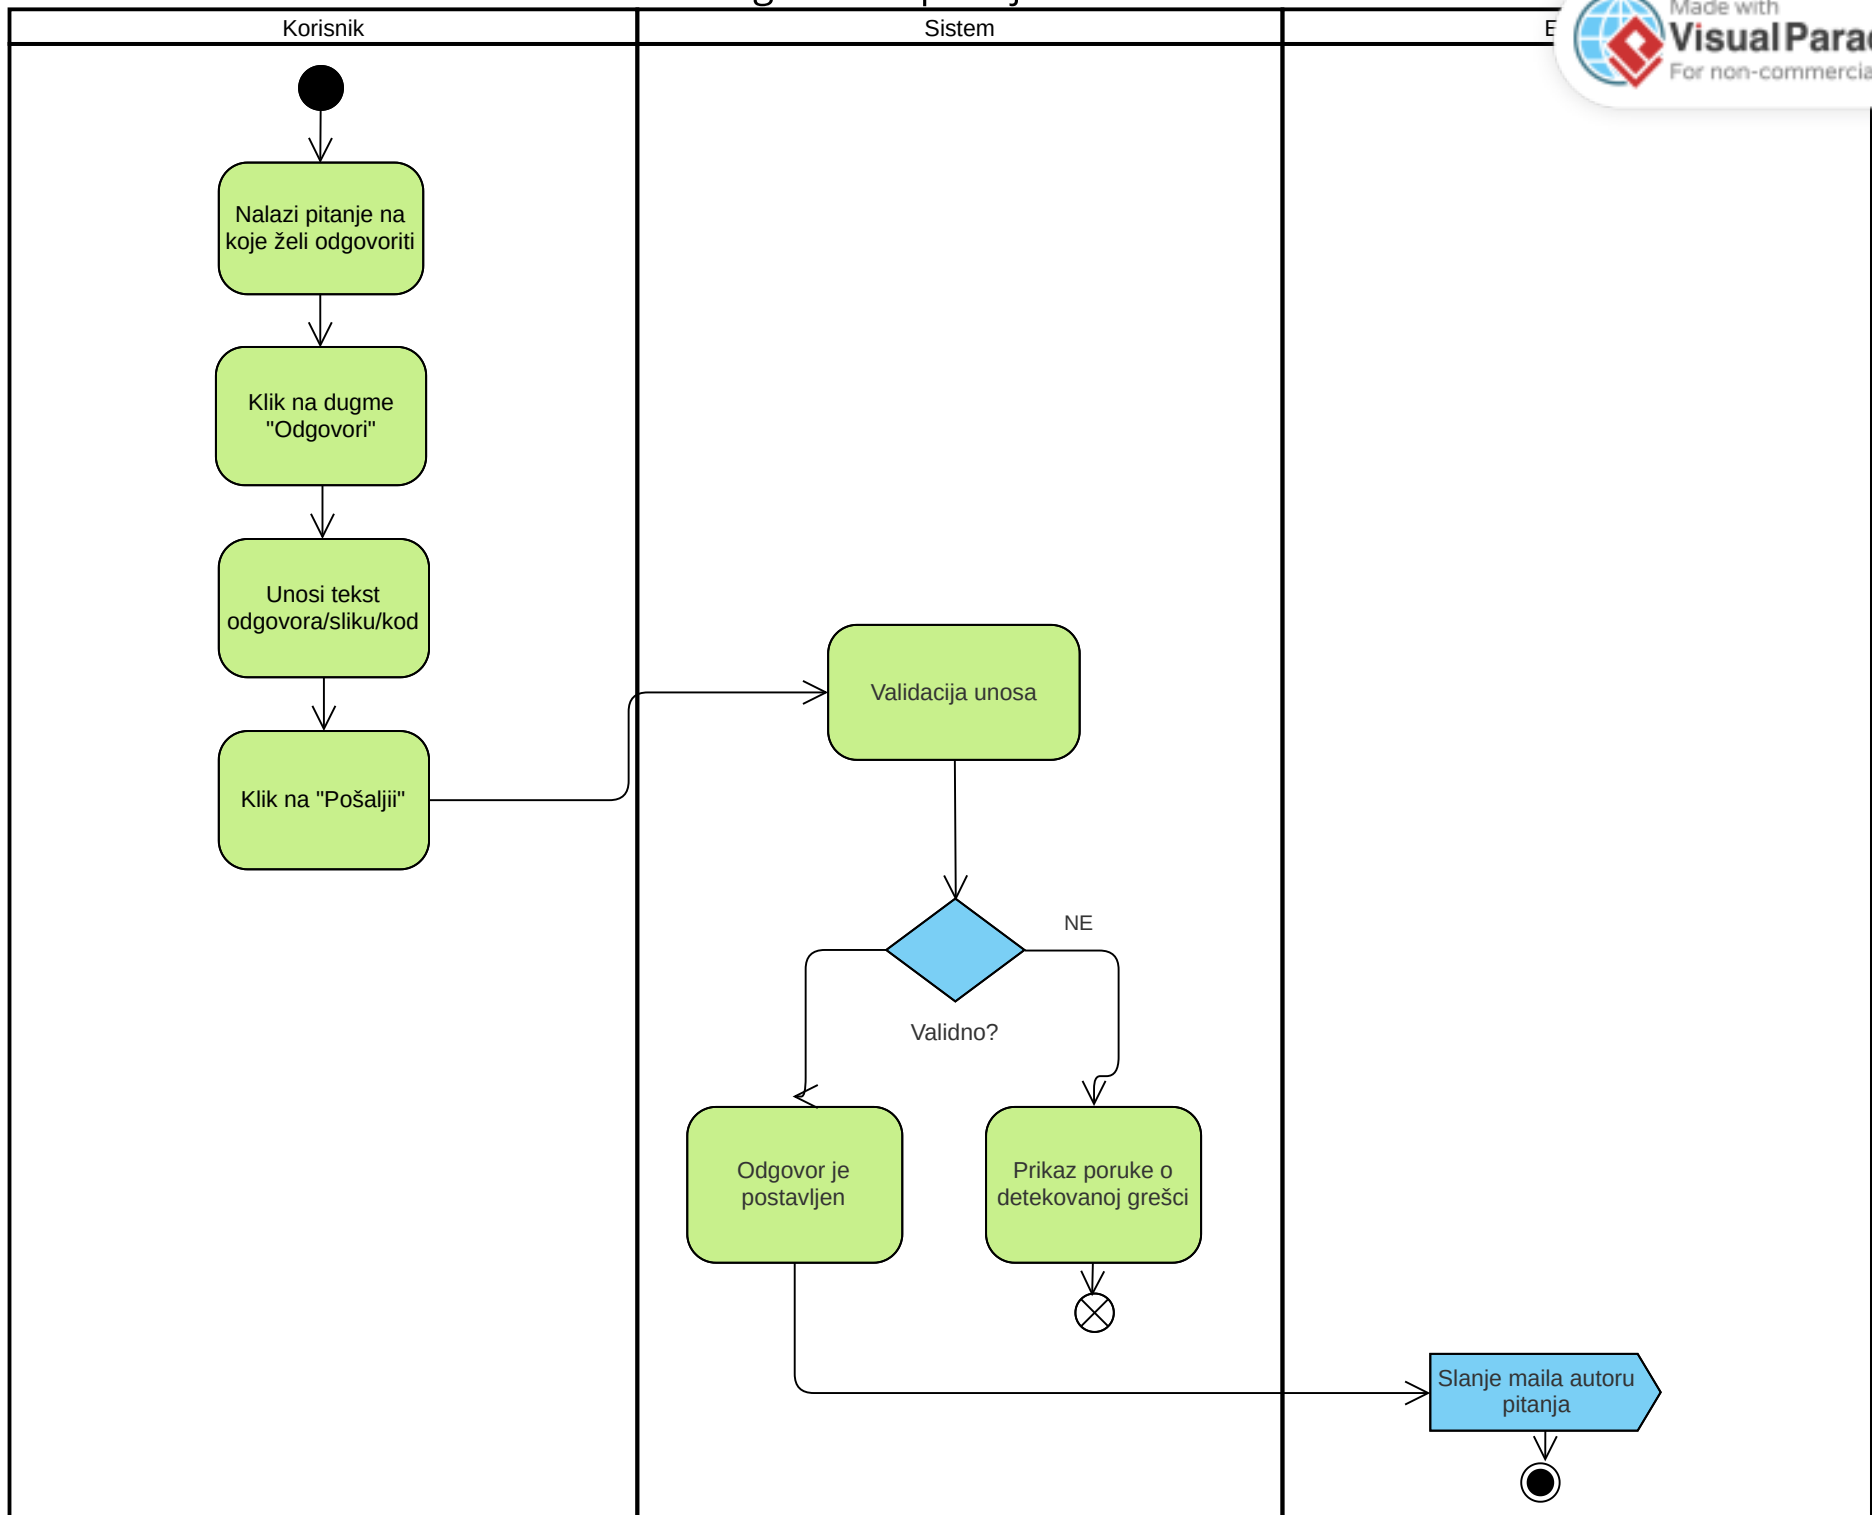 Korisnik
Sistem
Made with
Visual Parad
For non-commercia
Nalazi pitanje na
koje želi odgovoriti
Klik na dugme
"Odgovori"
Unosi tekst
odgovora/sliku/kod
Validacija unosa
Klik na "Pošaljii"
NE
Validno?
Odgovor je
postavljen
Prikaz poruke o
detekovanoj grešci
Slanje maila autoru
pitanja